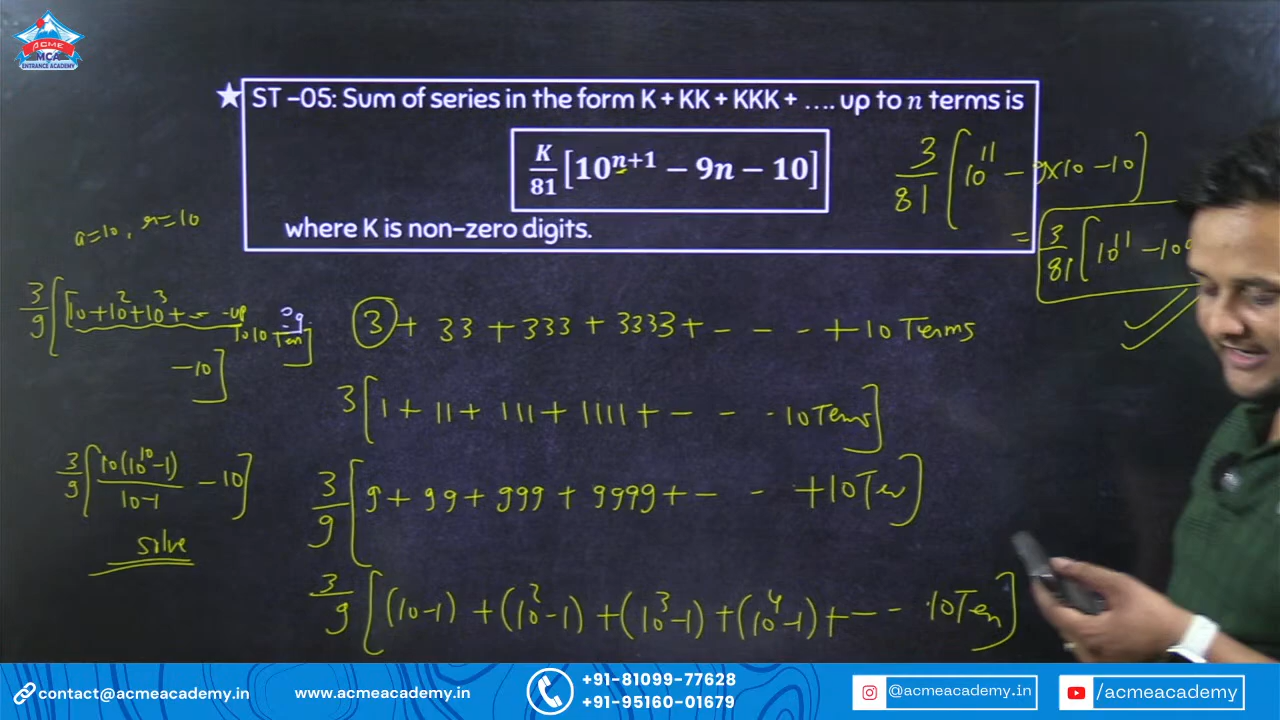 ACME
MCA
ENTRANCE ACADEMY
★ ST –05: Sum of series in the form K + KK + KKK + .... up to n terms is
K/81 [10^(n+1) − 9n − 10]
where K is non-zero digits.
3/81 [10^11 − 9×10 − 10]
= 3/81 [10^11 − 10
a=10, r=10
3/9 [[10+10^2+10^3+ - - up
To 10 Ten]
−10]
3/9 [10(10^10−1)/10−1 − 10]
Solve
3 + 33 + 333 + 3333 + - - - + 10 Terms
3 [1 + 11 + 111 + 1111 + - - - 10 Tems]
3/9 [9 + 99 + 999 + 9999 + - - + 10 Ten]
3/9 [(10−1) + (10^2−1) + (10^3−1) + (10^4−1) + - - 10 Ten]
contact@acmeacademy.in
www.acmeacademy.in
+91-81099-77628
+91-95160-01679
@acmeacademy.in
/acmeacademy